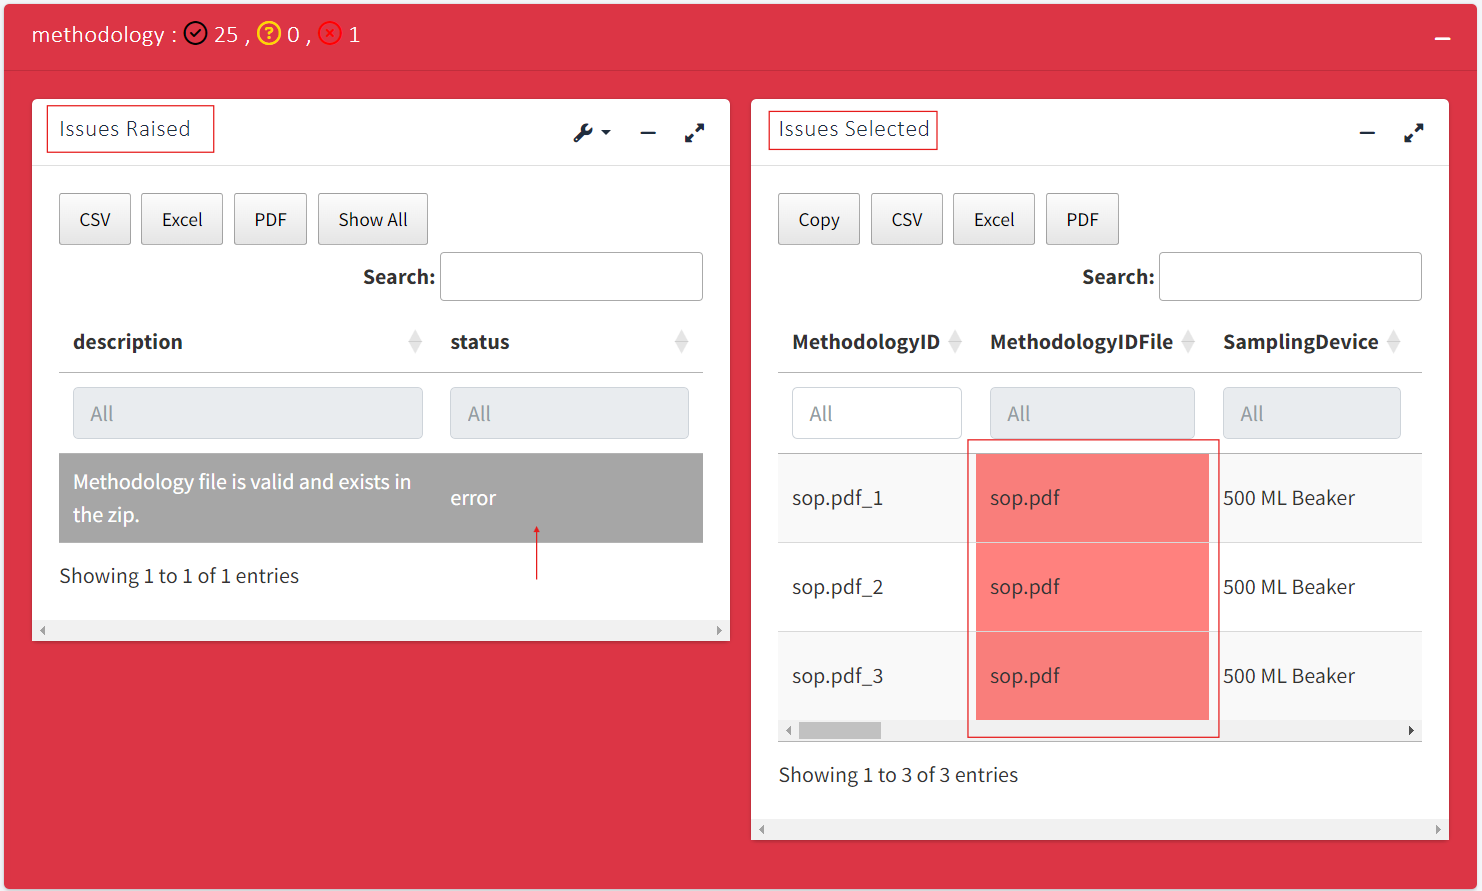 methodology : 25 , ? 0 , 1
Issues Raised
CSV Excel PDF Show All
Search:
description status
All All
Methodology file is valid and exists in
the zip.
error
Showing 1 to 1 of 1 entries
Issues Selected
Copy CSV Excel PDF
Search:
MethodologyID MethodologyIDFile SamplingDevice
All All All
sop.pdf_1 sop.pdf 500 ML Beaker
sop.pdf_2 sop.pdf 500 ML Beaker
sop.pdf_3 sop.pdf 500 ML Beaker
Showing 1 to 3 of 3 entries